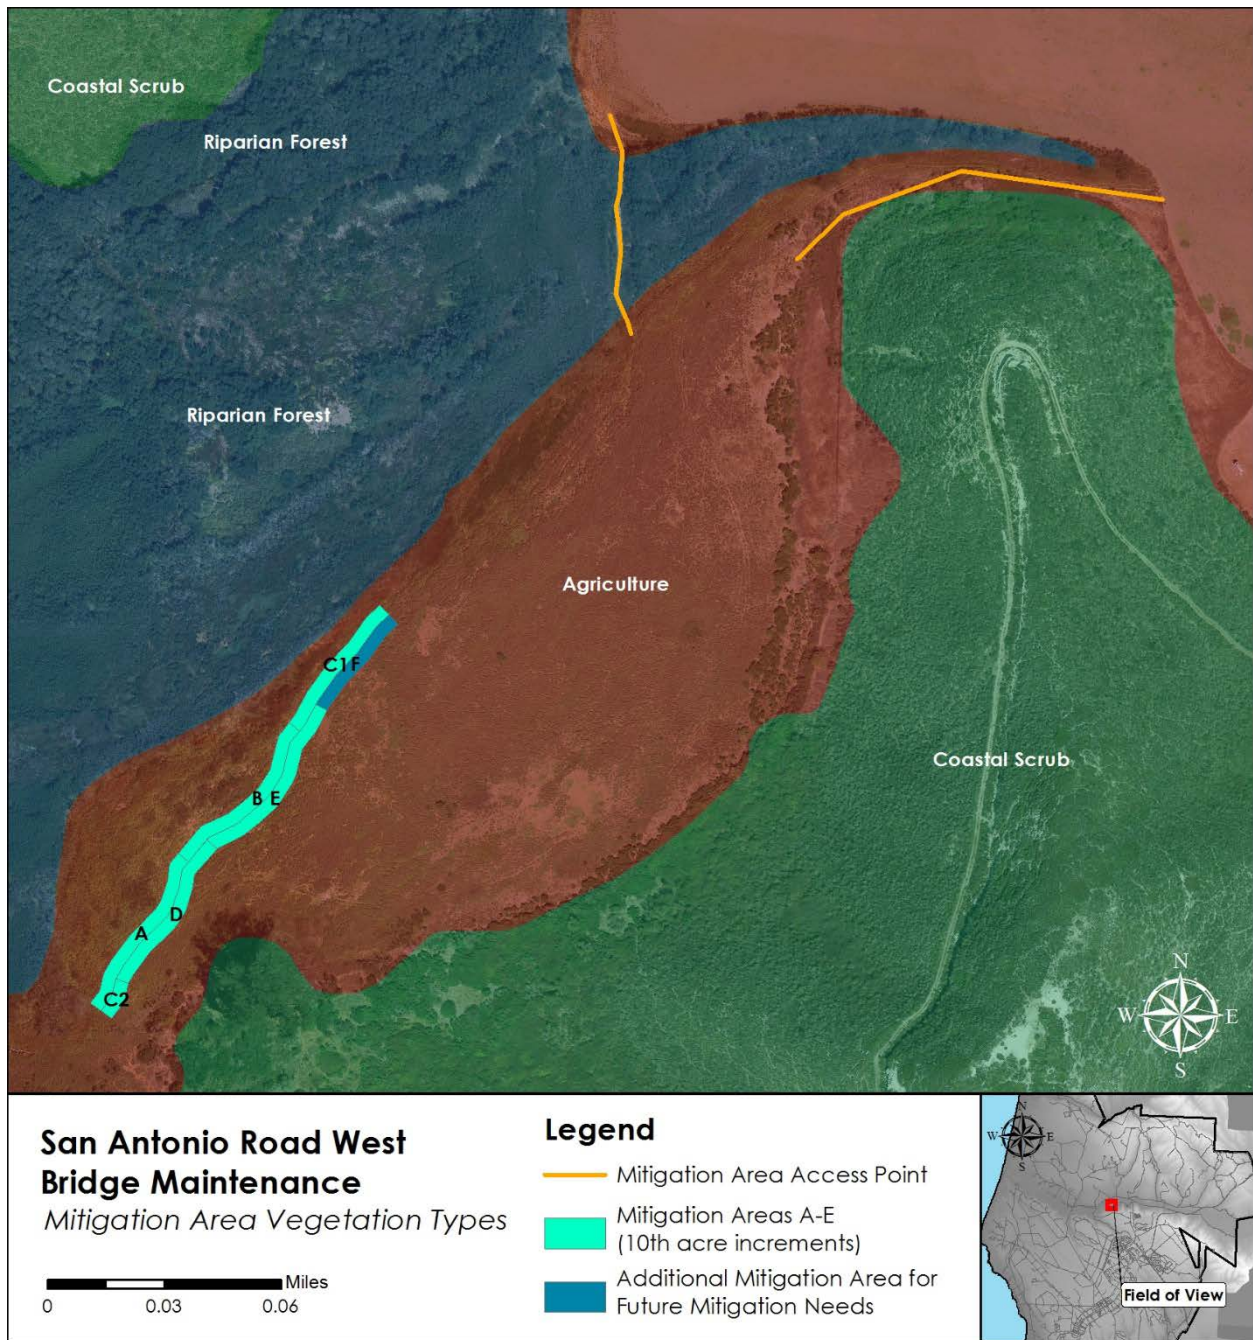 Coastal Scrub
Riparian Forest
Riparian Forest
Agriculture
C1 F
Coastal Scrub
B E
D
A
C2
N
W E
S
San Antonio Road West
Bridge Maintenance
Mitigation Area Vegetation Types
Miles
0 0.03 0.06
Legend
Mitigation Area Access Point
Mitigation Areas A-E
(10th acre increments)
Additional Mitigation Area for
Future Mitigation Needs
N
W E
S
Field of View